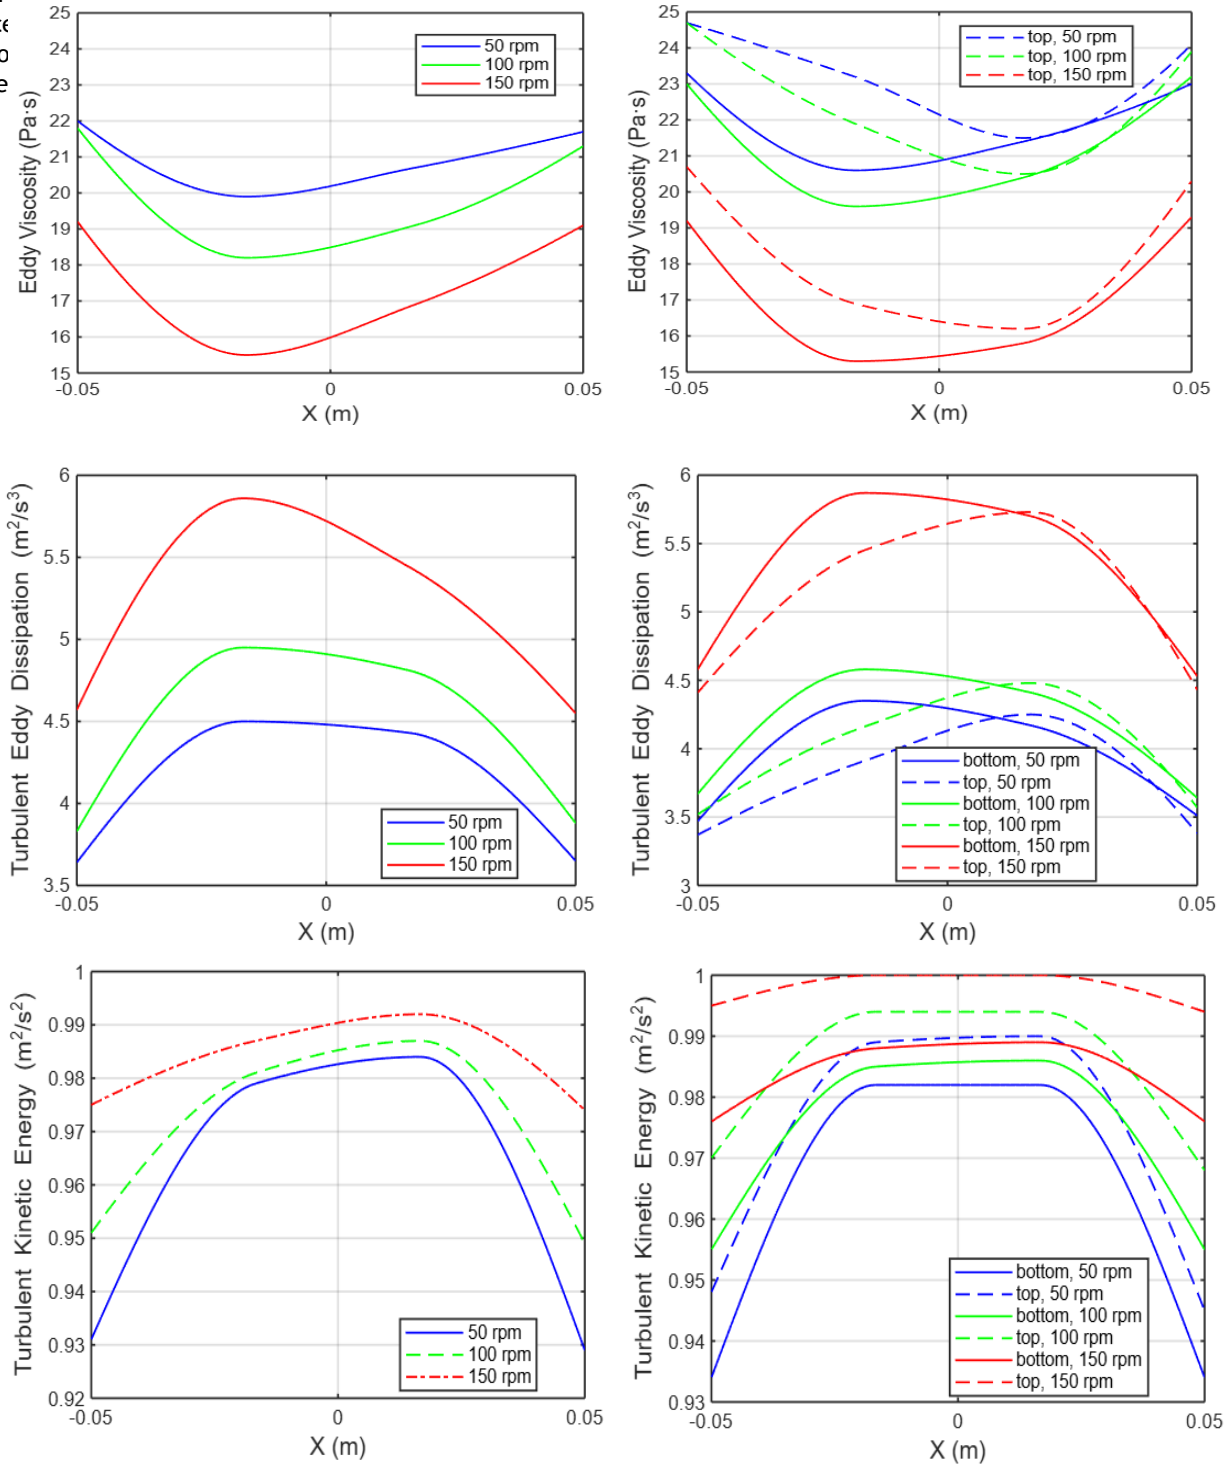 25
24
23
22
21
20
19
18
17
16
15
-0.05
0
0.05
X (m)
Eddy Viscosity (Pa·s)
50 rpm
100 rpm
150 rpm
25
24
23
22
21
20
19
18
17
16
15
-0.05
0
0.05
X (m)
Eddy Viscosity (Pa·s)
top, 50 rpm
top, 100 rpm
top, 150 rpm
6
5.5
5
4.5
4
3.5
-0.05
0
0.05
X (m)
Turbulent Eddy Dissipation (m²/s³)
50 rpm
100 rpm
150 rpm
6
5.5
5
4.5
4
3.5
3
-0.05
0
0.05
X (m)
Turbulent Eddy Dissipation (m²/s³)
bottom, 50 rpm
top, 50 rpm
bottom, 100 rpm
top, 100 rpm
bottom, 150 rpm
top, 150 rpm
1
0.99
0.98
0.97
0.96
0.95
0.94
0.93
0.92
-0.05
0
0.05
X (m)
Turbulent Kinetic Energy (m²/s²)
50 rpm
100 rpm
150 rpm
1
0.99
0.98
0.97
0.96
0.95
0.94
0.93
-0.05
0
0.05
X (m)
Turbulent Kinetic Energy (m²/s²)
bottom, 50 rpm
top, 50 rpm
bottom, 100 rpm
top, 100 rpm
bottom, 150 rpm
top, 150 rpm